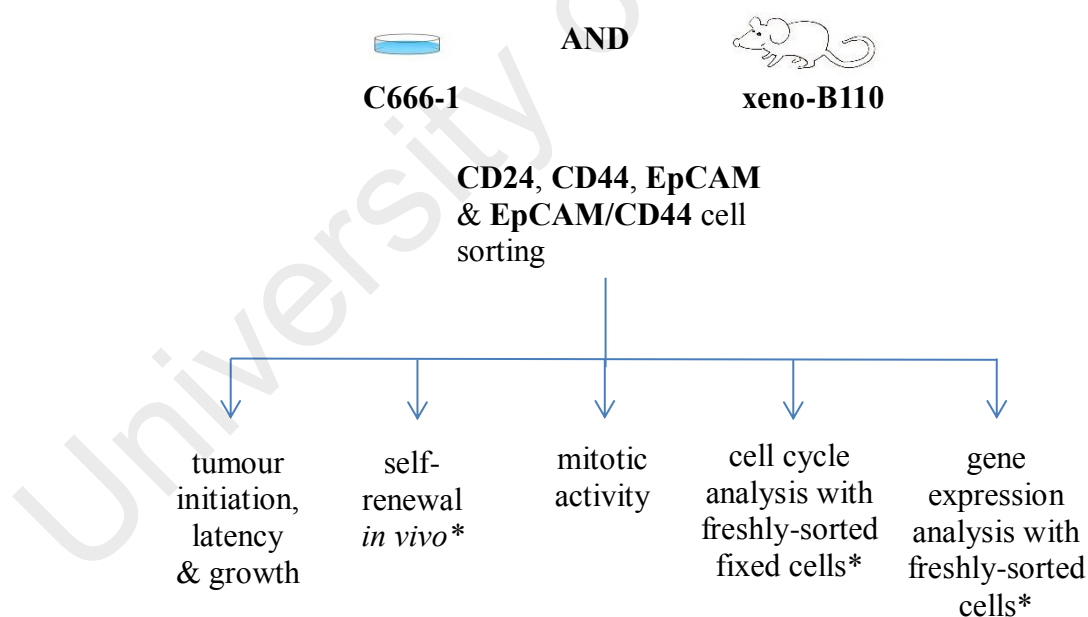 University o
AND
C666-1
xeno-B110
CD24, CD44, EpCAM
& EpCAM/CD44 cell
sorting
tumour
initiation,
latency
& growth
self-
renewal
in vivo*
mitotic
activity
cell cycle
analysis with
freshly-sorted
fixed cells*
gene
expression
analysis with
freshly-sorted
cells*